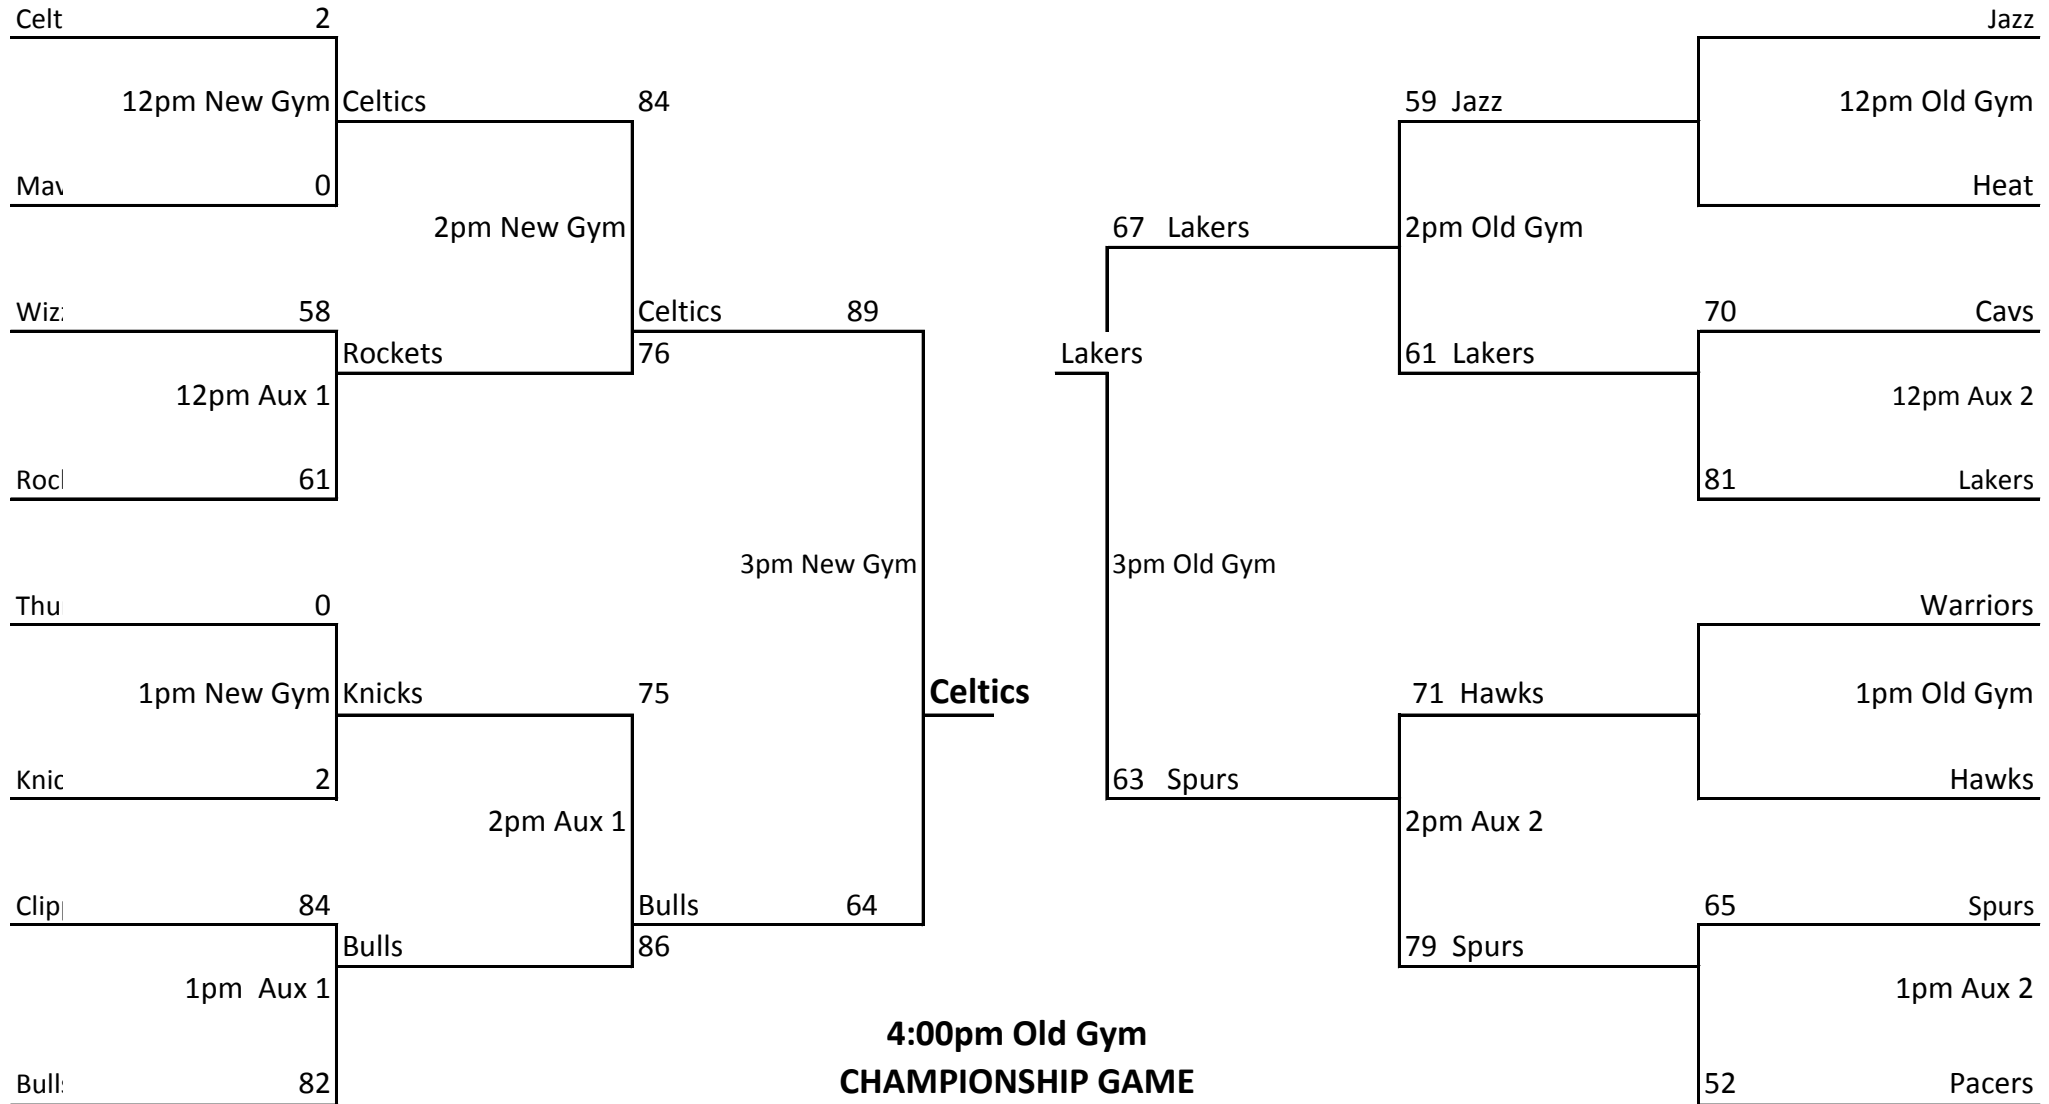 Celt 2 Jazz
12pm New Gym Celtics 84 59 Jazz 12pm Old Gym
Mav 0 Heat
2pm New Gym 67 Lakers 2pm Old Gym
Wiz 58 Celtics 89 70 Cavs
Rockets 76 Lakers 61 Lakers
12pm Aux 1 12pm Aux 2
Rocl 61 81 Lakers
3pm New Gym 3pm Old Gym
Thu 0 Warriors
1pm New Gym Knicks 75 Celtics 71 Hawks 1pm Old Gym
Knic 2 63 Spurs Hawks
2pm Aux 1 2pm Aux 2
Clip 84 Bulls 64 65 Spurs
Bulls 86 79 Spurs
1pm Aux 1 1pm Aux 2
4:00pm Old Gym
CHAMPIONSHIP GAME
Bull 82 52 Pacers